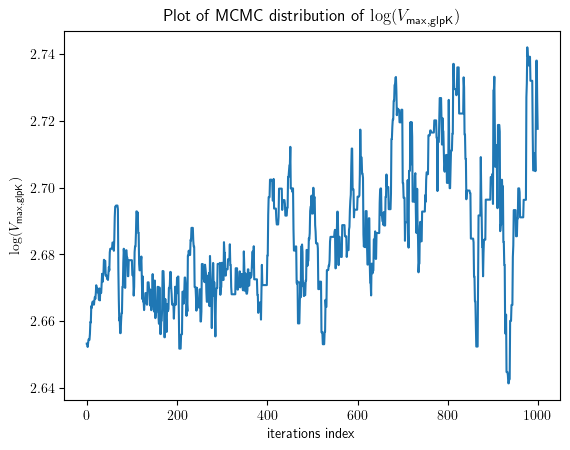 Plot of MCMC distribution of log(V_max,glpK)
log(V_max,glpK)
2.74
2.72
2.70
2.68
2.66
2.64
0 200 400 600 800 1000
iterations index